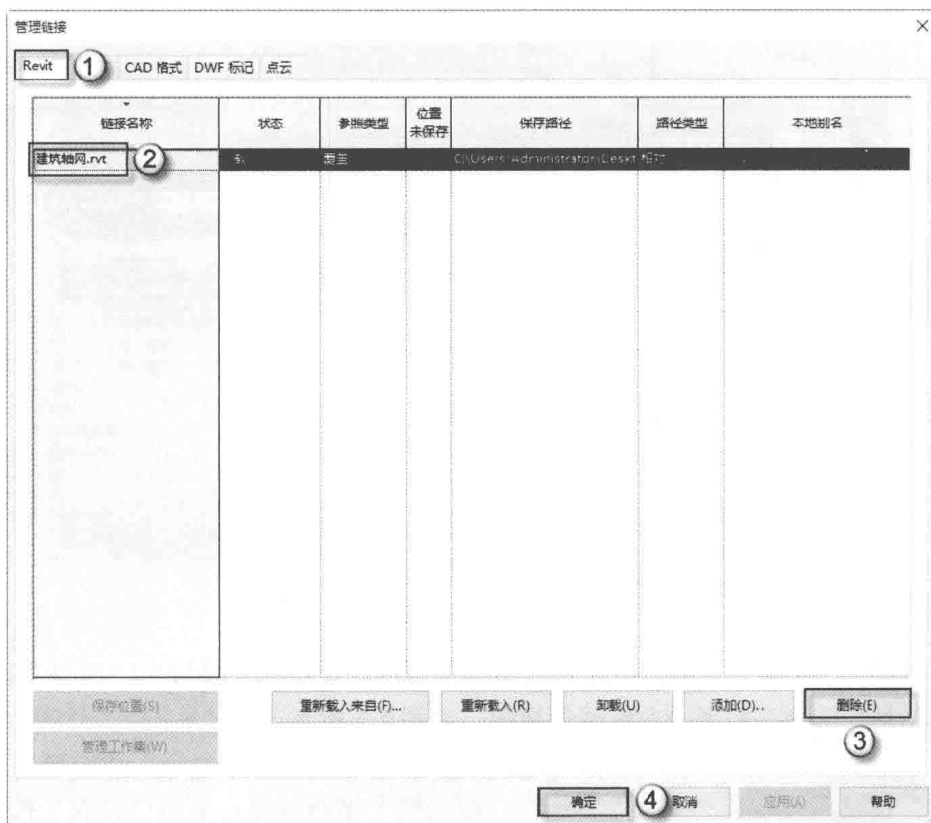 管理链接
Revit ① CAD 格式 DWF 标记 点云
链接名称 状态 参照类型 位置未保存 保存路径 路径类型 本地别名
建筑轴网.rvt ② 覆盖 C:\Users\Administrator\Deskt 相对
保存位置(S) 重新载入来自(F)... 重新载入(R) 卸载(U) 添加(D)... 删除(E)
③
管理工作集(W)
确定 ④ 取消 应用(A) 帮助